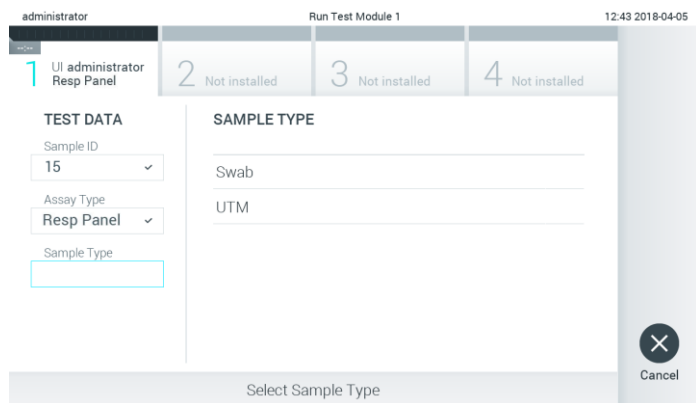 administrator
Run Test Module 1
12:43 2018-04-05
--:--
1
UI administrator
Resp Panel
2 Not installed
3 Not installed
4 Not installed
TEST DATA
Sample ID
15
Assay Type
Resp Panel
Sample Type
SAMPLE TYPE
Swab
UTM
Cancel
Select Sample Type